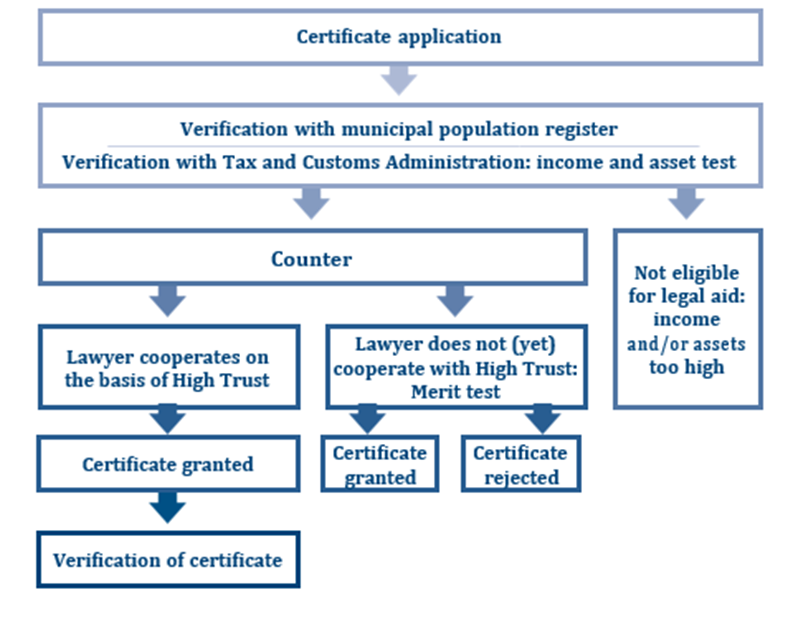 Certificate application
Verification with municipal population register
Verification with Tax and Customs Administration: income and asset test
Counter
Not eligible
for legal aid:
income
and/or assets
too high
Lawyer cooperates on
the basis of High Trust
Lawyer does not (yet)
cooperate with High Trust:
Merit test
Certificate granted
Certificate
granted
Certificate
rejected
Verification of certificate